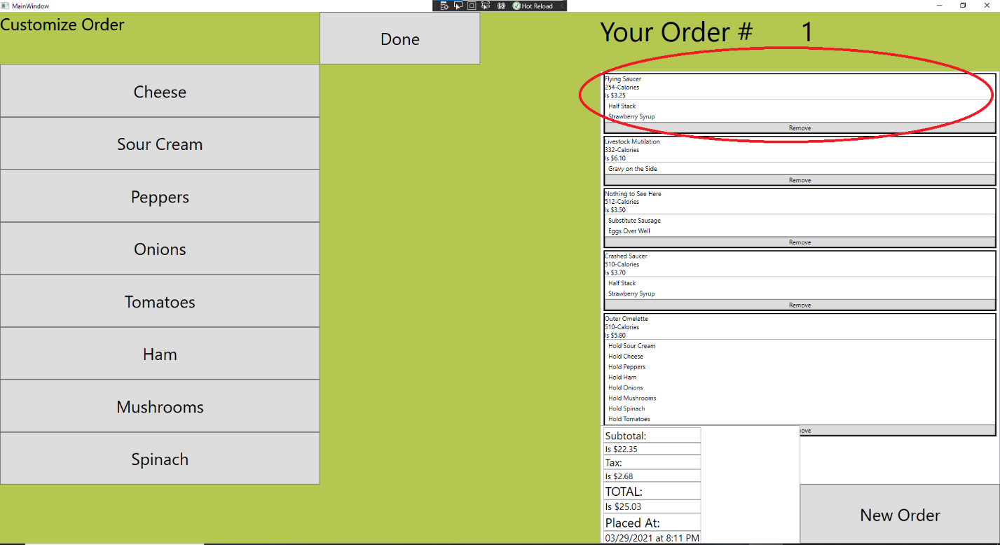 MainWindow
Hot Reload
Customize Order
Done
Cheese
Sour Cream
Peppers
Onions
Tomatoes
Ham
Mushrooms
Spinach
Your Order # 1
Flying Saucer
254-Calories
Is $3.25
Half Stack
Strawberry Syrup
Remove
Livestock Mutilation
332-Calories
Is $6.10
Gravy on the Side
Remove
Nothing to See Here
512-Calories
Is $3.50
Substitute Sausage
Eggs Over Well
Remove
Crashed Saucer
510-Calories
Is $3.70
Half Stack
Strawberry Syrup
Remove
Outer Omelette
510-Calories
Is $5.80
Hold Sour Cream
Hold Cheese
Hold Peppers
Hold Ham
Hold Onions
Hold Mushrooms
Hold Spinach
Hold Tomatoes
ove
Subtotal:
Is $22.35
Tax:
Is $2.68
TOTAL:
Is $25.03
Placed At:
03/29/2021 at 8:11 PM
New Order